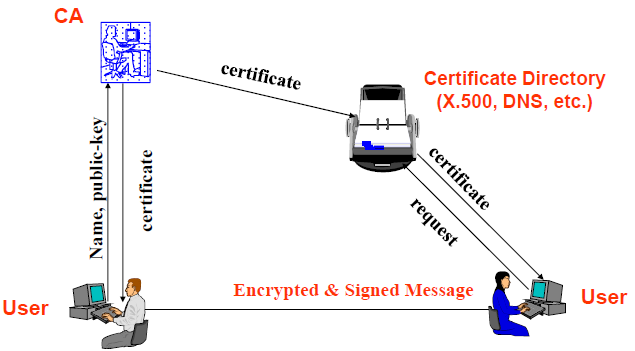 CA
certificate
Certificate Directory
(X.500, DNS, etc.)
Name, public-key
certificate
certificate
request
User
Encrypted & Signed Message
User